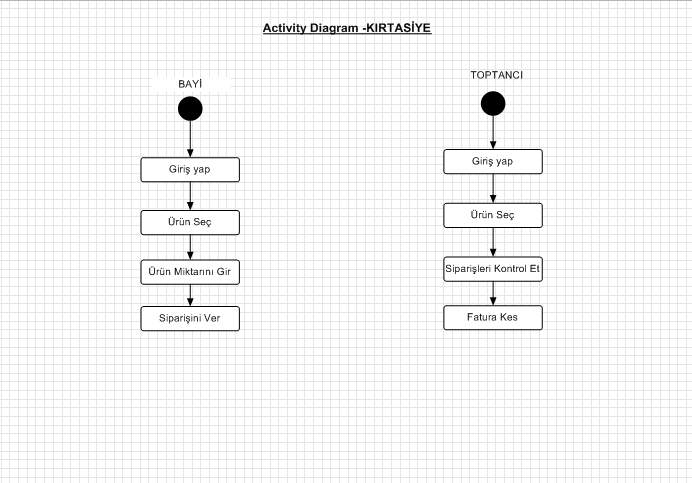 Activity Diagram -KIRTASİYE
BAYİ
Giriş yap
Ürün Seç
Ürün Miktarını Gir
Siparişini Ver
TOPTANCI
Giriş yap
Ürün Seç
Siparişleri Kontrol Et
Fatura Kes